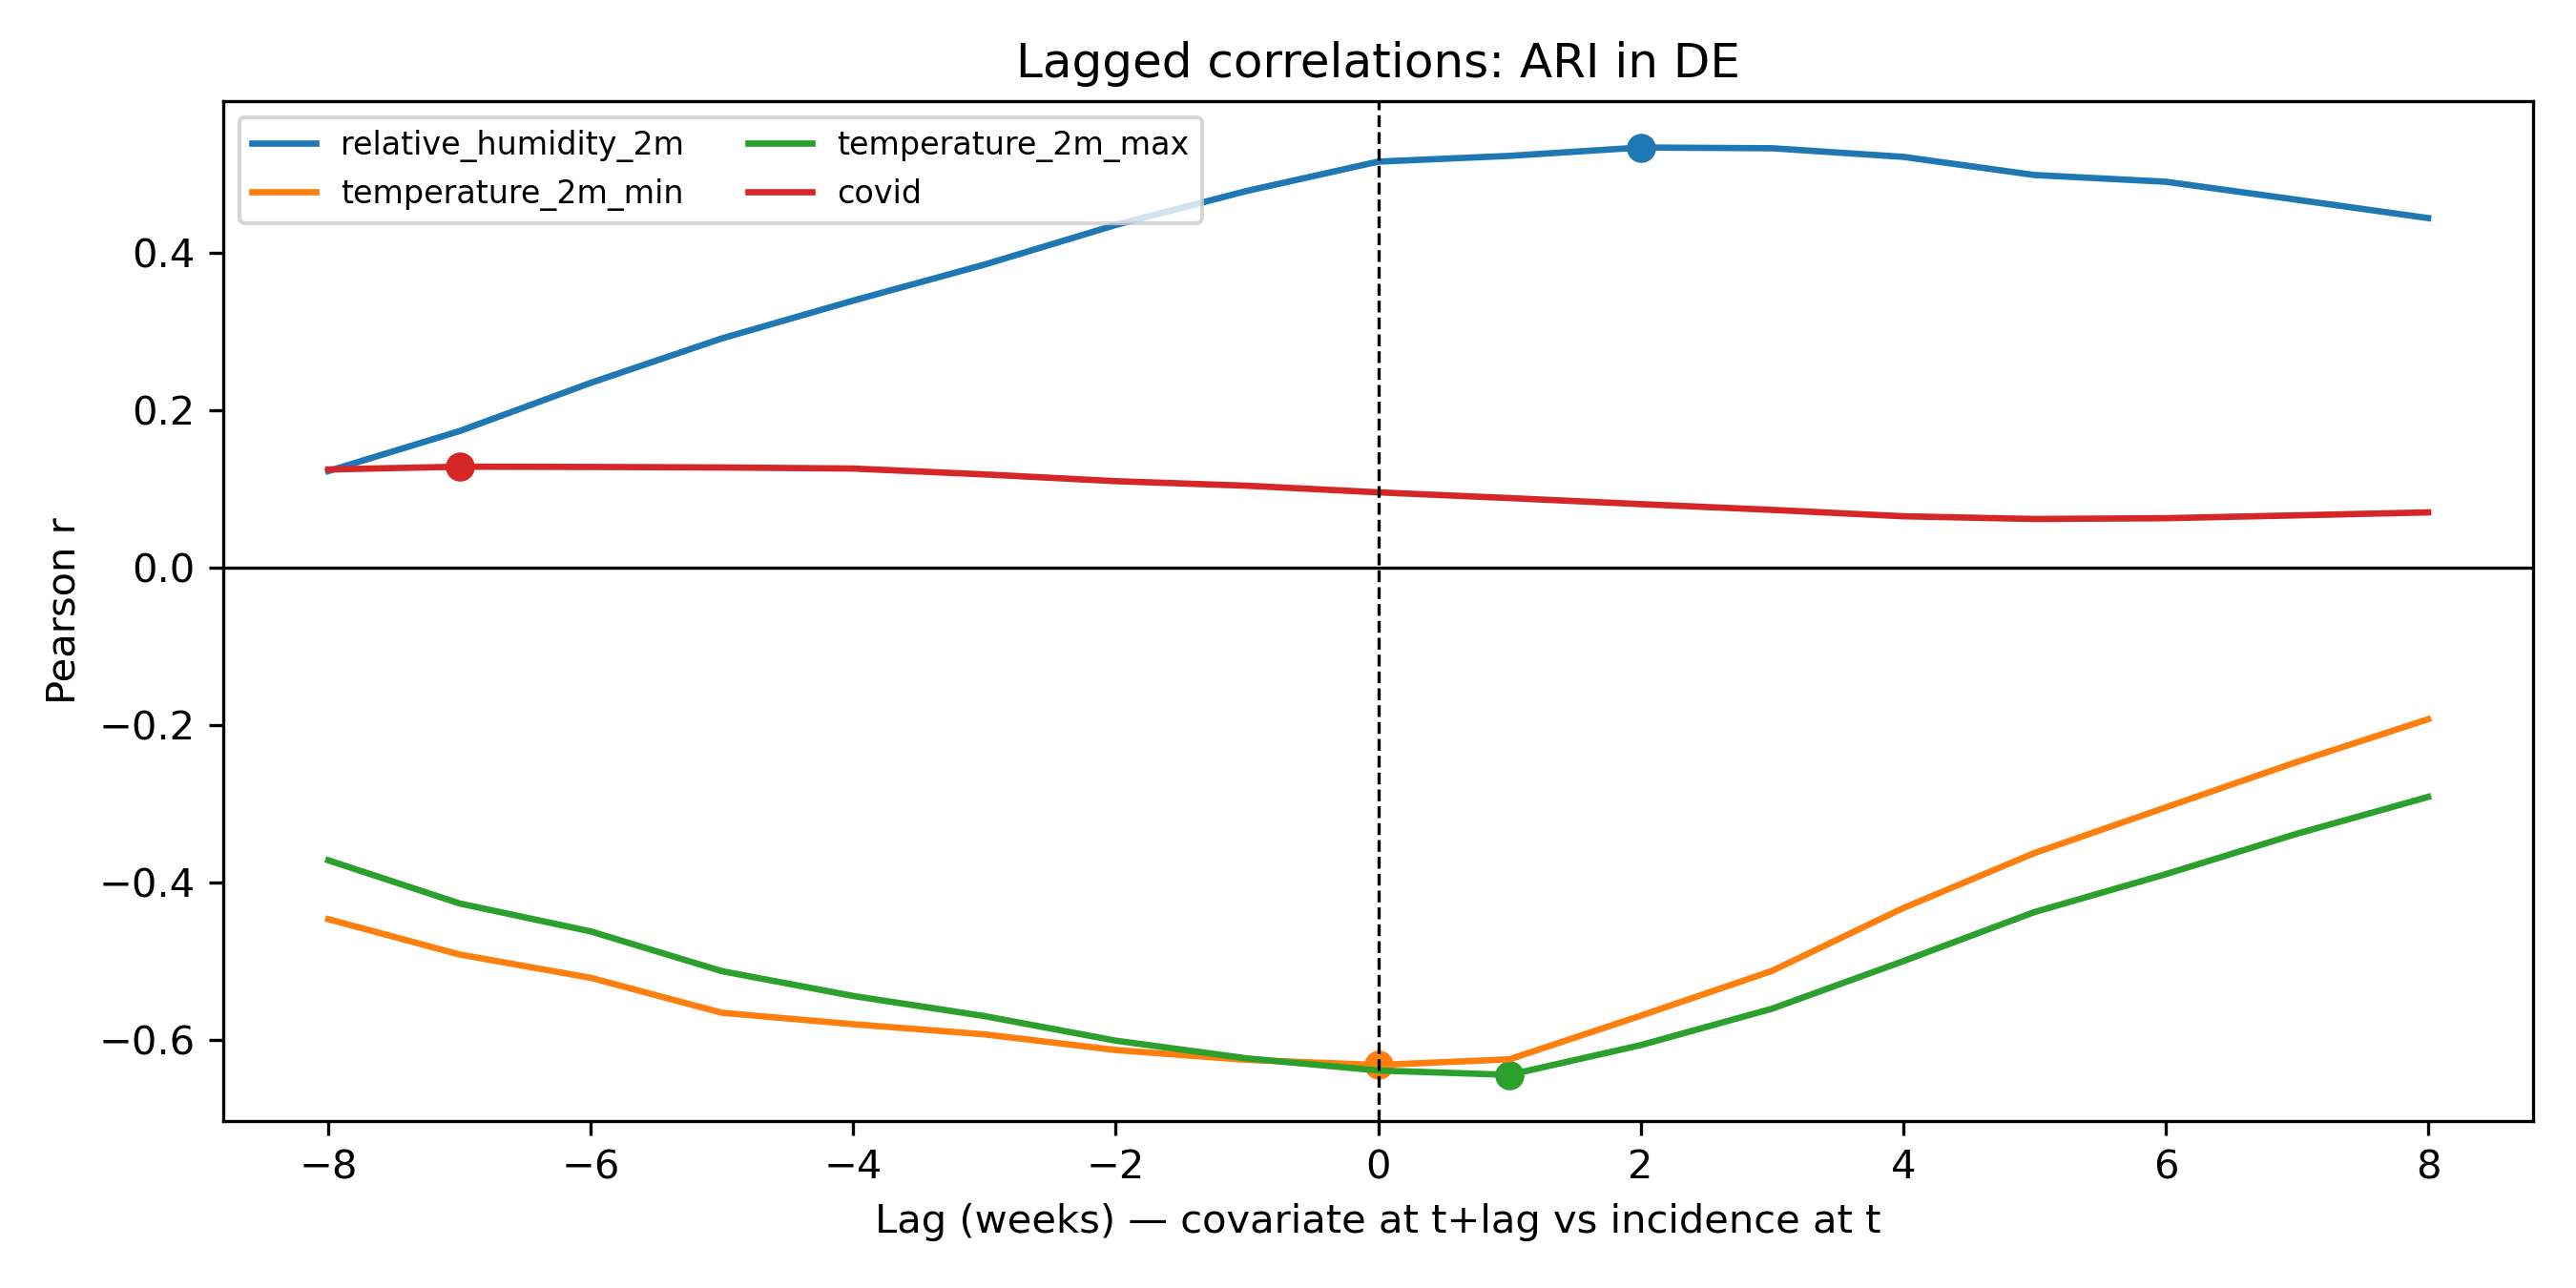 Lagged correlations: ARI in DE
relative_humidity_2m
temperature_2m_min
temperature_2m_max
covid
0.4
0.2
0.0
−0.2
−0.4
−0.6
Pearson r
−8 −6 −4 −2 0 2 4 6 8
Lag (weeks) — covariate at t+lag vs incidence at t